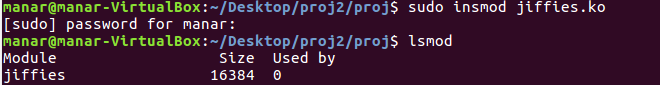 manar@manar-VirtualBox:~/Desktop/proj2/proj$ sudo insmod jiffies.ko
[sudo] password for manar:
manar@manar-VirtualBox:~/Desktop/proj2/proj$ lsmod
Module                  Size  Used by
jiffies                16384  0